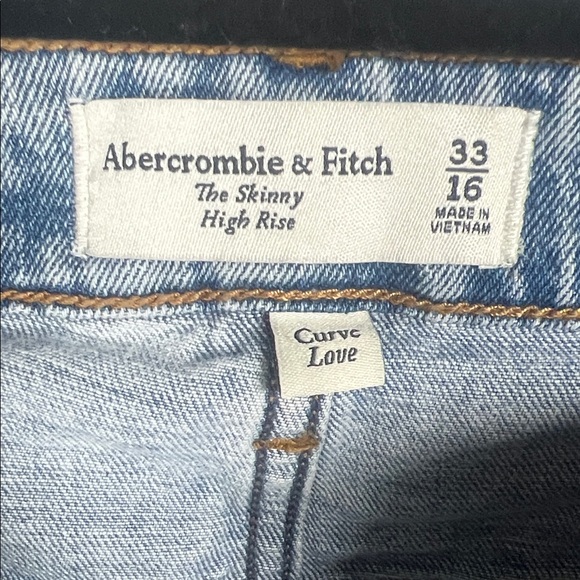 Abercrombie & Fitch
The Skinny
High Rise
33
16
MADE IN
VIETNAM
Curve
Love